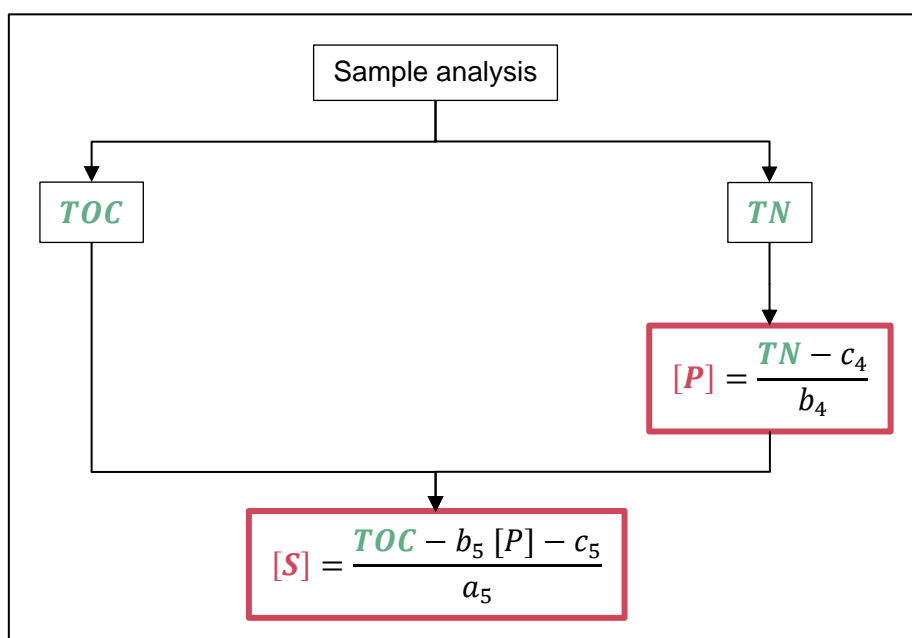 Sample analysis
TOC
TN
[P] = (TN − c₄) / b₄
[S] = (TOC − b₅ [P] − c₅) / a₅